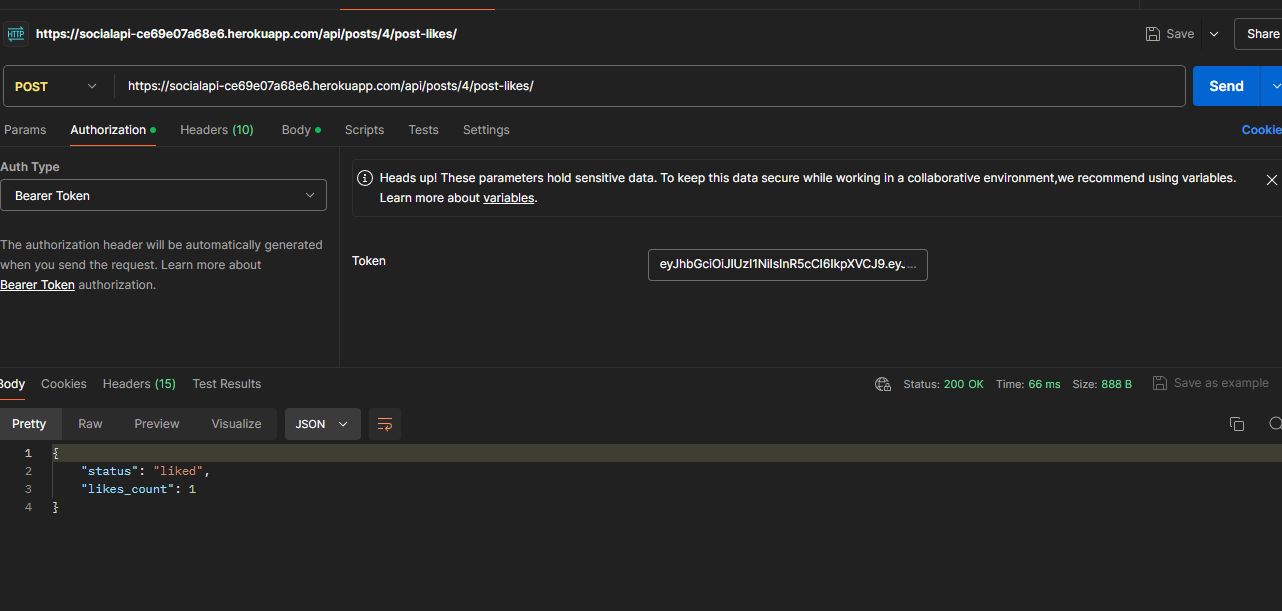 HTTP https://socialapi-ce69e07a68e6.herokuapp.com/api/posts/4/post-likes/ Save Share
POST https://socialapi-ce69e07a68e6.herokuapp.com/api/posts/4/post-likes/ Send
Params Authorization Headers (10) Body Scripts Tests Settings Cookie
Auth Type
Bearer Token
The authorization header will be automatically generated
when you send the request. Learn more about
Bearer Token authorization.
Heads up! These parameters hold sensitive data. To keep this data secure while working in a collaborative environment,we recommend using variables.
Learn more about variables.
Token eyJhbGciOiJIUzI1NiIsInR5cCI6IkpXVCJ9.eyJ...
Body Cookies Headers (15) Test Results Status: 200 OK Time: 66 ms Size: 888 B Save as example
Pretty Raw Preview Visualize JSON
1 {
2 "status": "liked",
3 "likes_count": 1
4 }